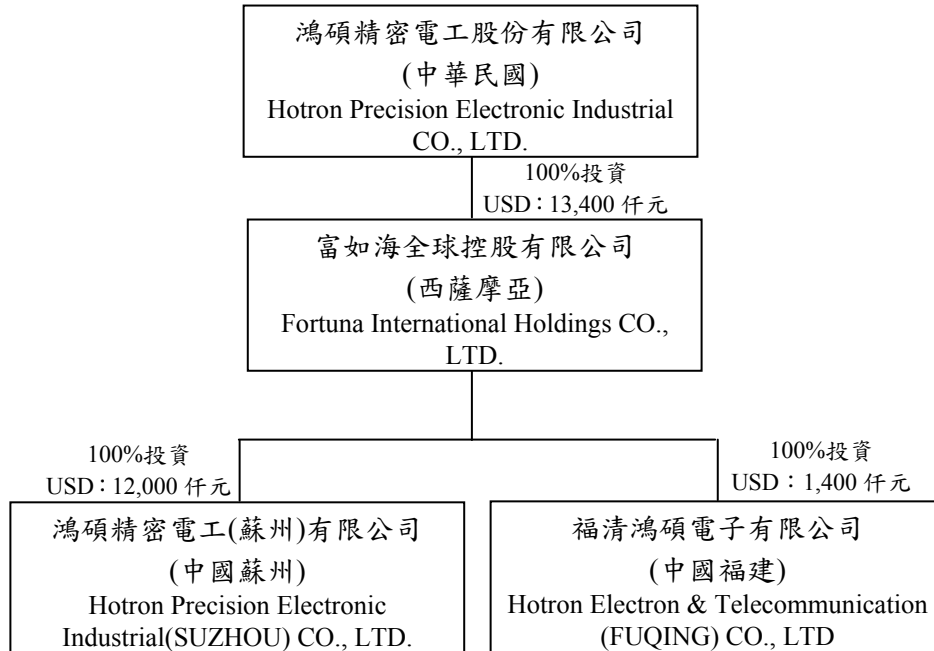 鴻碩精密電工股份有限公司
(中華民國)
Hotron Precision Electronic Industrial
CO., LTD.
100%投資
USD：13,400 仟元
富如海全球控股有限公司
(西薩摩亞)
Fortuna International Holdings CO.,
LTD.
100%投資
USD：12,000 仟元
鴻碩精密電工(蘇州)有限公司
(中國蘇州)
Hotron Precision Electronic
Industrial(SUZHOU) CO., LTD.
100%投資
USD：1,400 仟元
福清鴻碩電子有限公司
(中國福建)
Hotron Electron & Telecommunication
(FUQING) CO., LTD